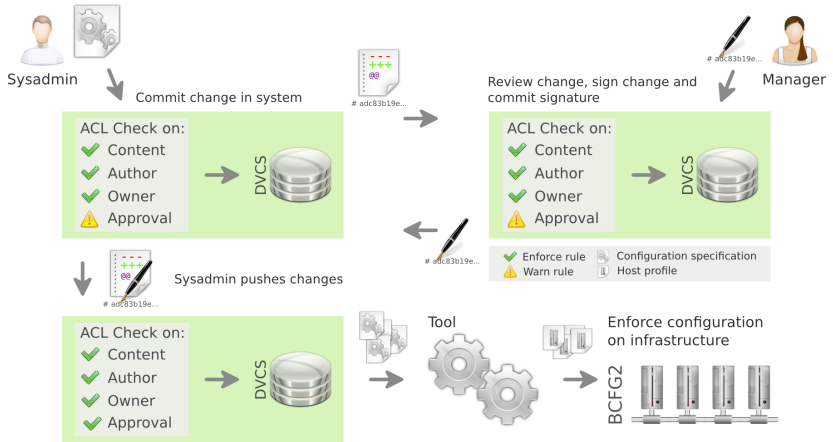 Sysadmin
Commit change in system
# adc83b19e...
Review change, sign change and
commit signature
# adc83b19e...
Manager
ACL Check on:
Content
Author
Owner
Approval
DVCS
ACL Check on:
Content
Author
Owner
Approval
DVCS
# adc83b19e...
Enforce rule
Configuration specification
Warn rule
Host profile
- - -
+++
@@
- - -
+++
@@
# adc83b19e...
Sysadmin pushes changes
ACL Check on:
Content
Author
Owner
Approval
DVCS
Tool
Enforce configuration
on infrastructure
BCFG2